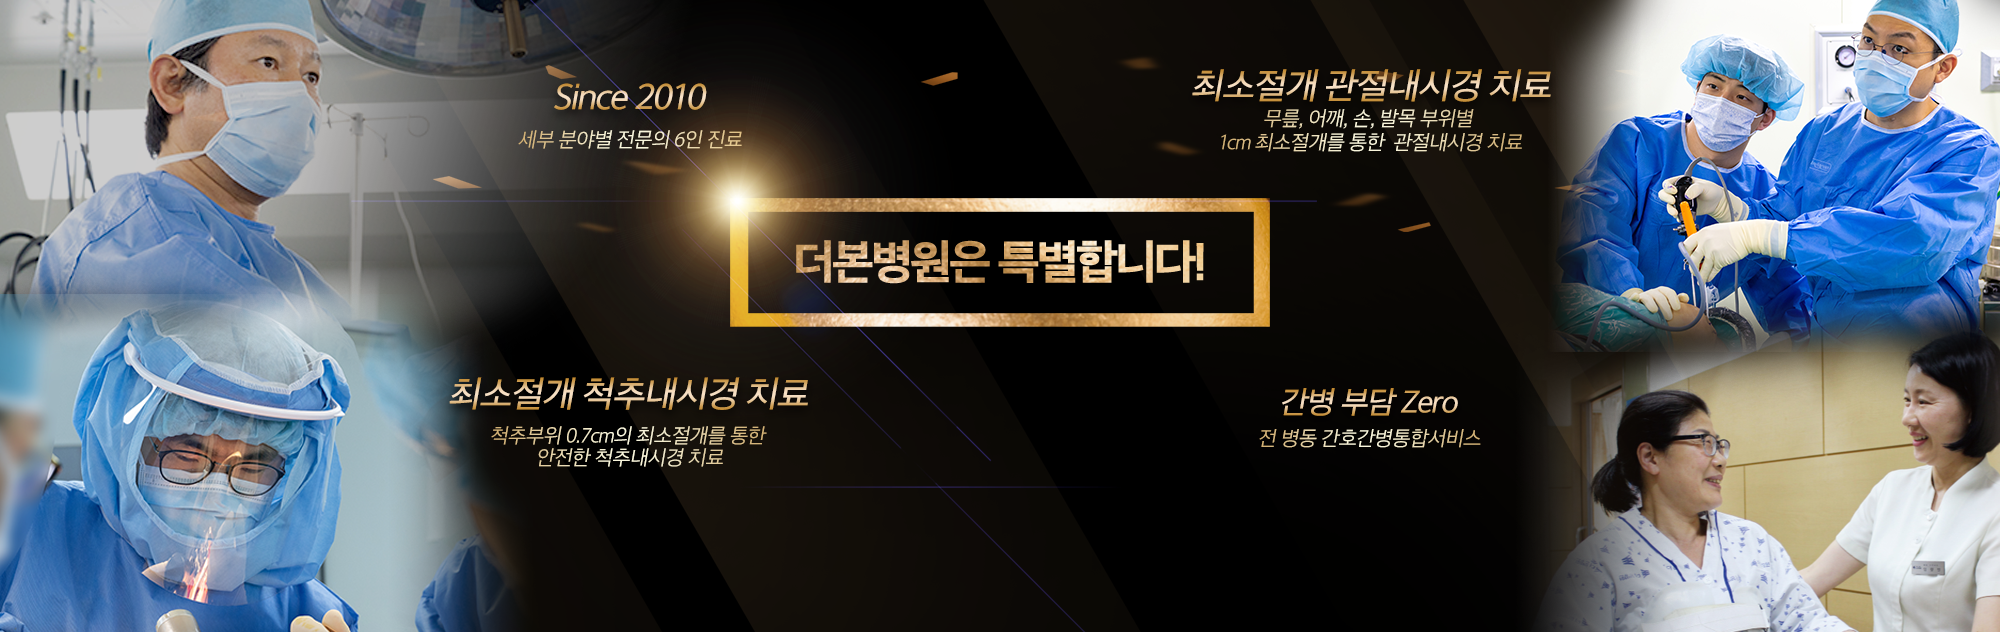 Since 2010
세부 분야별 전문의 6인 진료
최소절개 관절내시경 치료
무릎, 어깨, 손, 발목 부위별
1cm 최소절개를 통한 관절내시경 치료
더본병원은 특별합니다!
최소절개 척추내시경 치료
척추부위 0.7cm의 최소절개를 통한
안전한 척추내시경 치료
간병 부담 Zero
전 병동 간호간병통합서비스